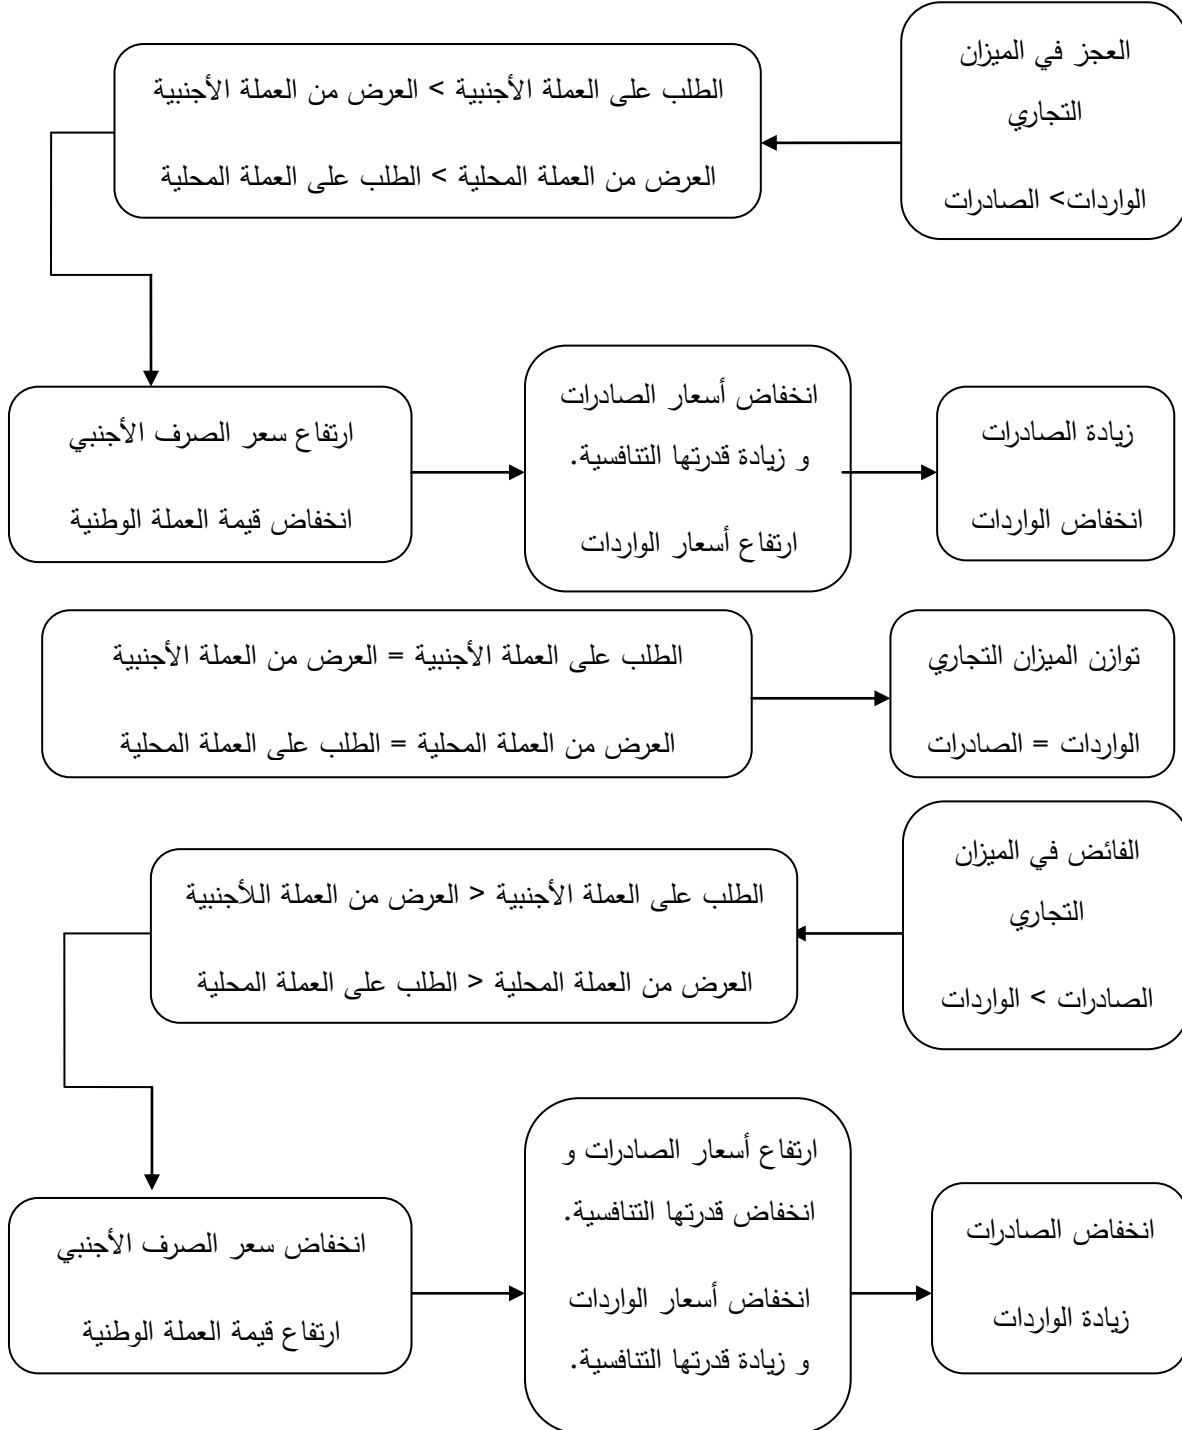 العجز في الميزان
التجاري
الواردات> الصادرات
الطلب على العملة الأجنبية > العرض من العملة الأجنبية
العرض من العملة المحلية > الطلب على العملة المحلية
ارتفاع سعر الصرف الأجنبي
انخفاض قيمة العملة الوطنية
انخفاض أسعار الصادرات
و زيادة قدرتها التنافسية.
ارتفاع أسعار الواردات
زيادة الصادرات
انخفاض الواردات
الطلب على العملة الأجنبية = العرض من العملة الأجنبية
العرض من العملة المحلية = الطلب على العملة المحلية
توازن الميزان التجاري
الواردات = الصادرات
الفائض في الميزان
التجاري
الصادرات > الواردات
الطلب على العملة الأجنبية < العرض من العملة اللأجنبية
العرض من العملة المحلية < الطلب على العملة المحلية
انخفاض سعر الصرف الأجنبي
ارتفاع قيمة العملة الوطنية
ارتفاع أسعار الصادرات و
انخفاض قدرتها التنافسية.
انخفاض أسعار الواردات
و زيادة قدرتها التنافسية.
انخفاض الصادرات
زيادة الواردات